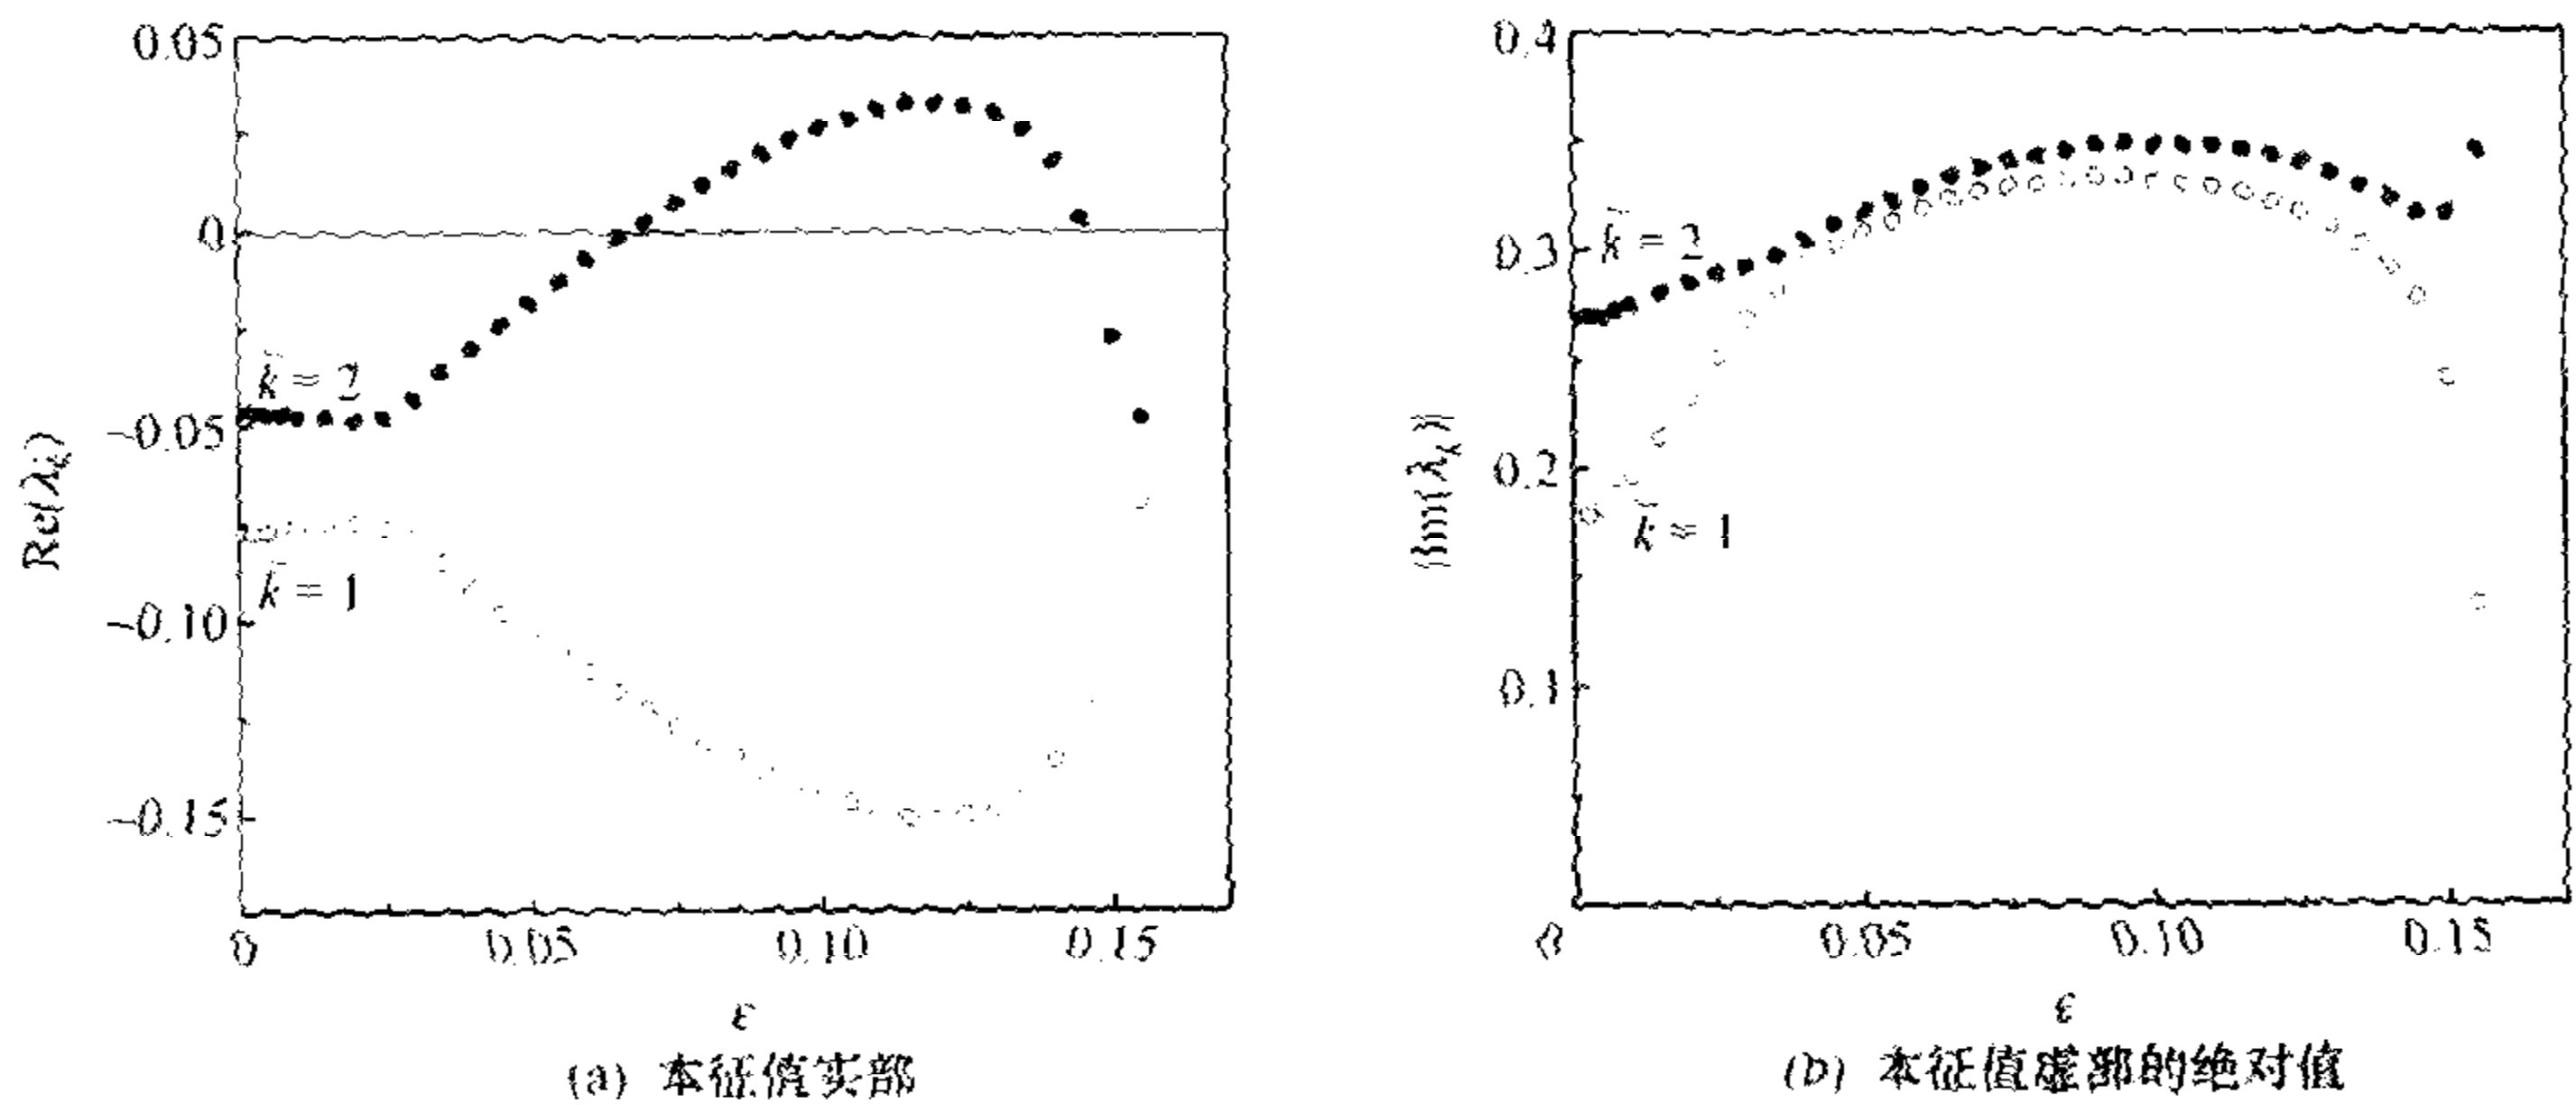 0.05
0
-0.05
-0.10
-0.15
Re(λk̄)
k̄ = 2
k̄ = 1
0 0.05 0.10 0.15
ε
(a) 本征值实部
0.4
0.3
0.2
0.1
|Im(λk̄)|
k̄ = 2
k̄ = 1
0 0.05 0.10 0.15
ε
(b) 本征值虚部的绝对值